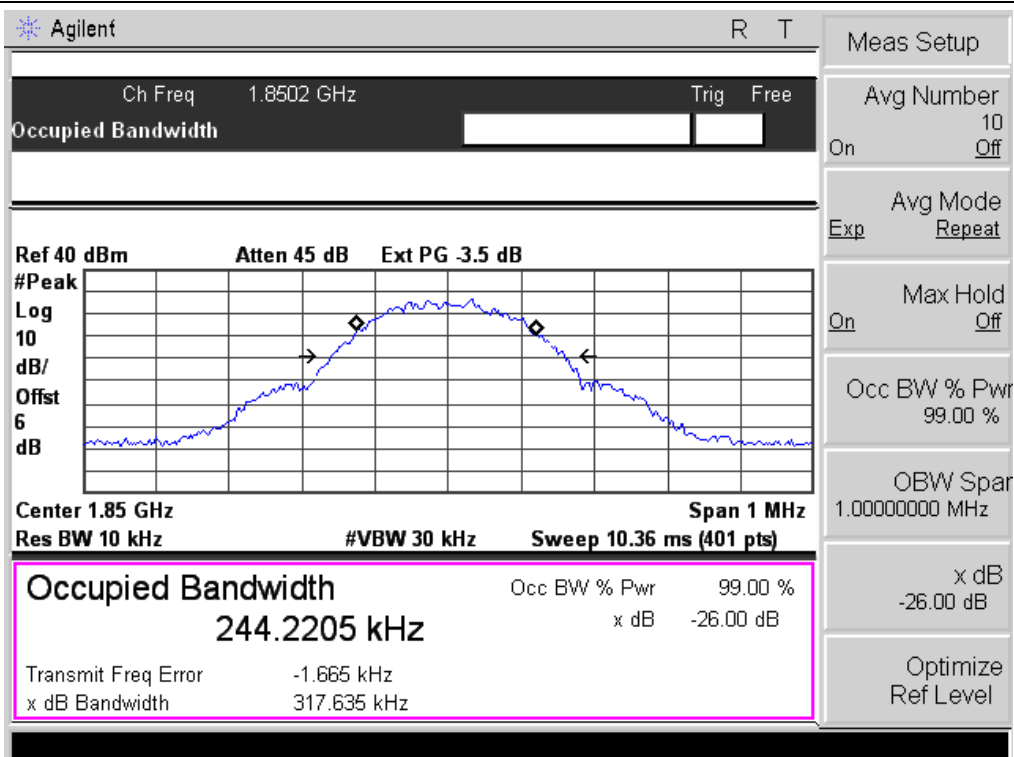 Agilent R T
Ch Freq 1.8502 GHz Trig Free
Occupied Bandwidth
Ref 40 dBm Atten 45 dB Ext PG -3.5 dB
#Peak
Log
10
dB/
Offst
6
dB
Center 1.85 GHz Span 1 MHz
Res BW 10 kHz #VBW 30 kHz Sweep 10.36 ms (401 pts)
Occupied Bandwidth
244.2205 kHz
Occ BW % Pwr 99.00 %
x dB -26.00 dB
Transmit Freq Error -1.665 kHz
x dB Bandwidth 317.635 kHz
Meas Setup
Avg Number
10
On Off
Avg Mode
Exp Repeat
Max Hold
On Off
Occ BW % Pwr
99.00 %
OBW Spar
1.00000000 MHz
x dB
-26.00 dB
Optimize
Ref Level